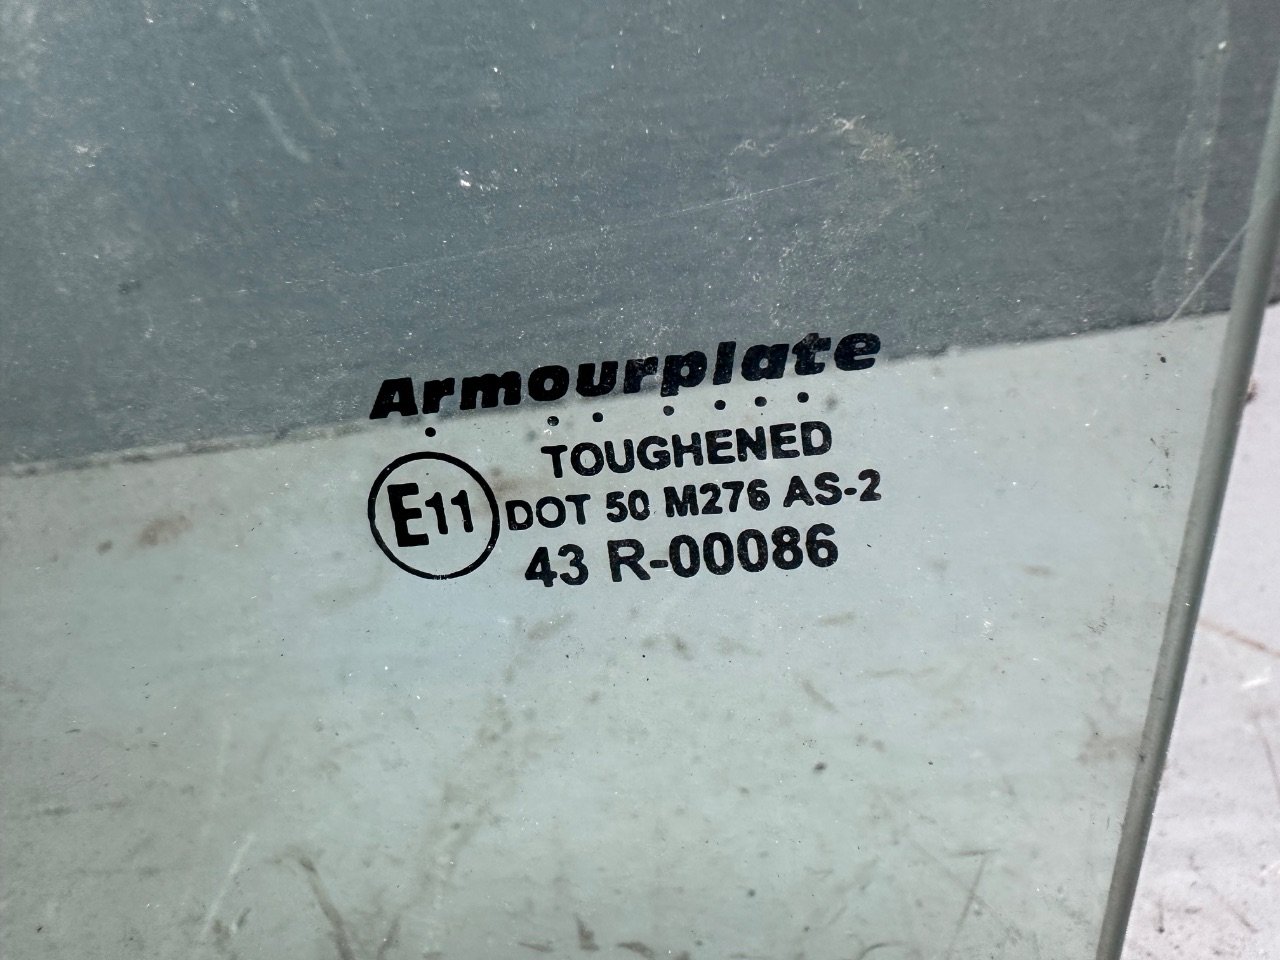 Armourplate
TOUGHENED
E11
DOT 50 M276 AS-2
43 R-00086